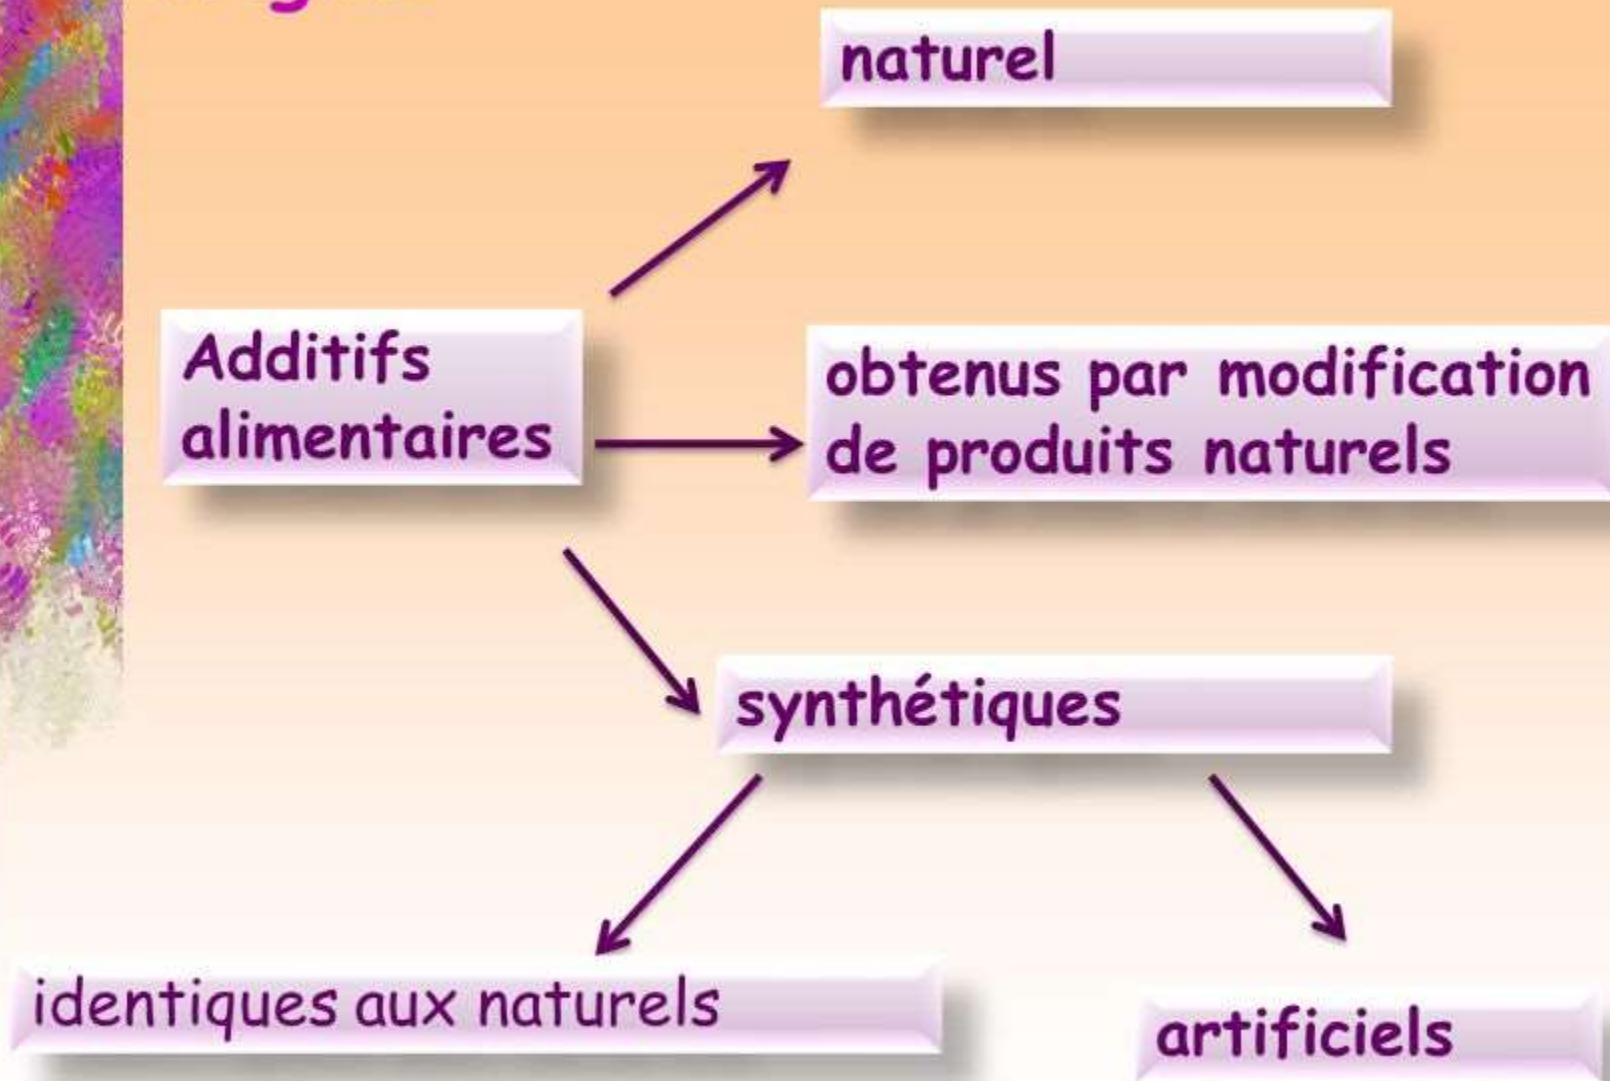 naturel
Additifs
alimentaires
obtenus par modification
de produits naturels
synthétiques
identiques aux naturels
artificiels